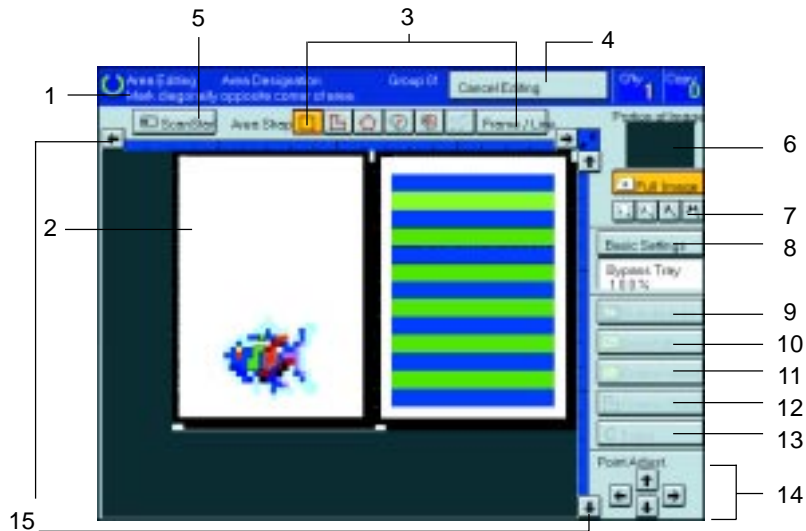 5
3
4
Area Editing Area Designation Group 01 Cancel Editing Q'ty 1 Copy 0
1
Mark diagonally opposite corner of area.
Scan Start Area Shape Frame / Line
Portion of Image
6
Full Image
7
2
Basic Settings
8
Bypass Tray
100%
9
10
11
12
13
Point Adjust
14
15